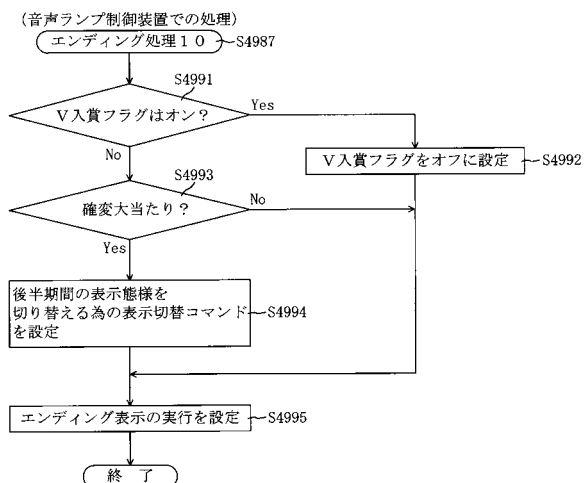 (音声ランプ制御装置での処理)
エンディング処理10
S4987
S4991
V入賞フラグはオン?
Yes
No
V入賞フラグをオフに設定
S4992
S4993
確変大当たり?
No
Yes
後半期間の表示態様を
切り替える為の表示切替コマンド
を設定
S4994
エンディング表示の実行を設定
S4995
終 了